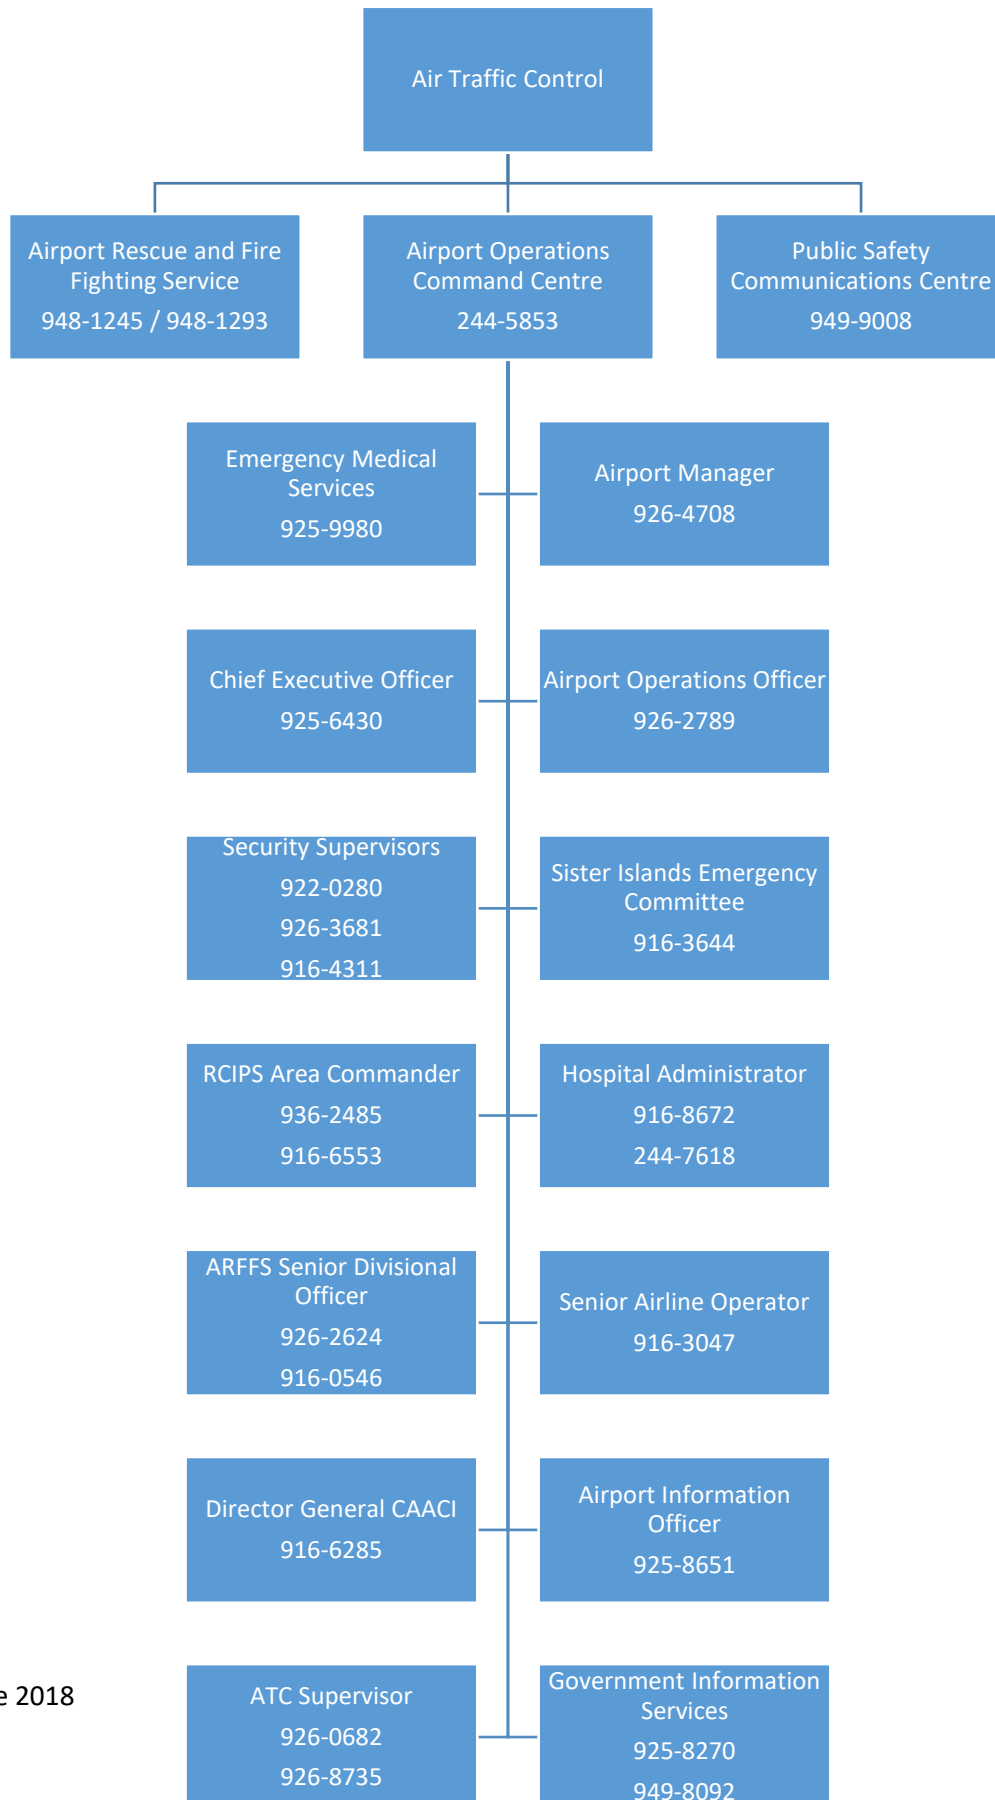 Air Traffic Control
Airport Rescue and Fire
Fighting Service
948-1245 / 948-1293
Airport Operations
Command Centre
244-5853
Public Safety
Communications Centre
949-9008
Emergency Medical
Services
925-9980
Airport Manager
926-4708
Chief Executive Officer
925-6430
Airport Operations Officer
926-2789
Security Supervisors
922-0280
926-3681
916-4311
Sister Islands Emergency
Committee
916-3644
RCIPS Area Commander
936-2485
916-6553
Hospital Administrator
916-8672
244-7618
ARFFS Senior Divisional
Officer
926-2624
916-0546
Senior Airline Operator
916-3047
Director General CAACI
916-6285
Airport Information
Officer
925-8651
e 2018
ATC Supervisor
926-0682
926-8735
Government Information
Services
925-8270
949-8092